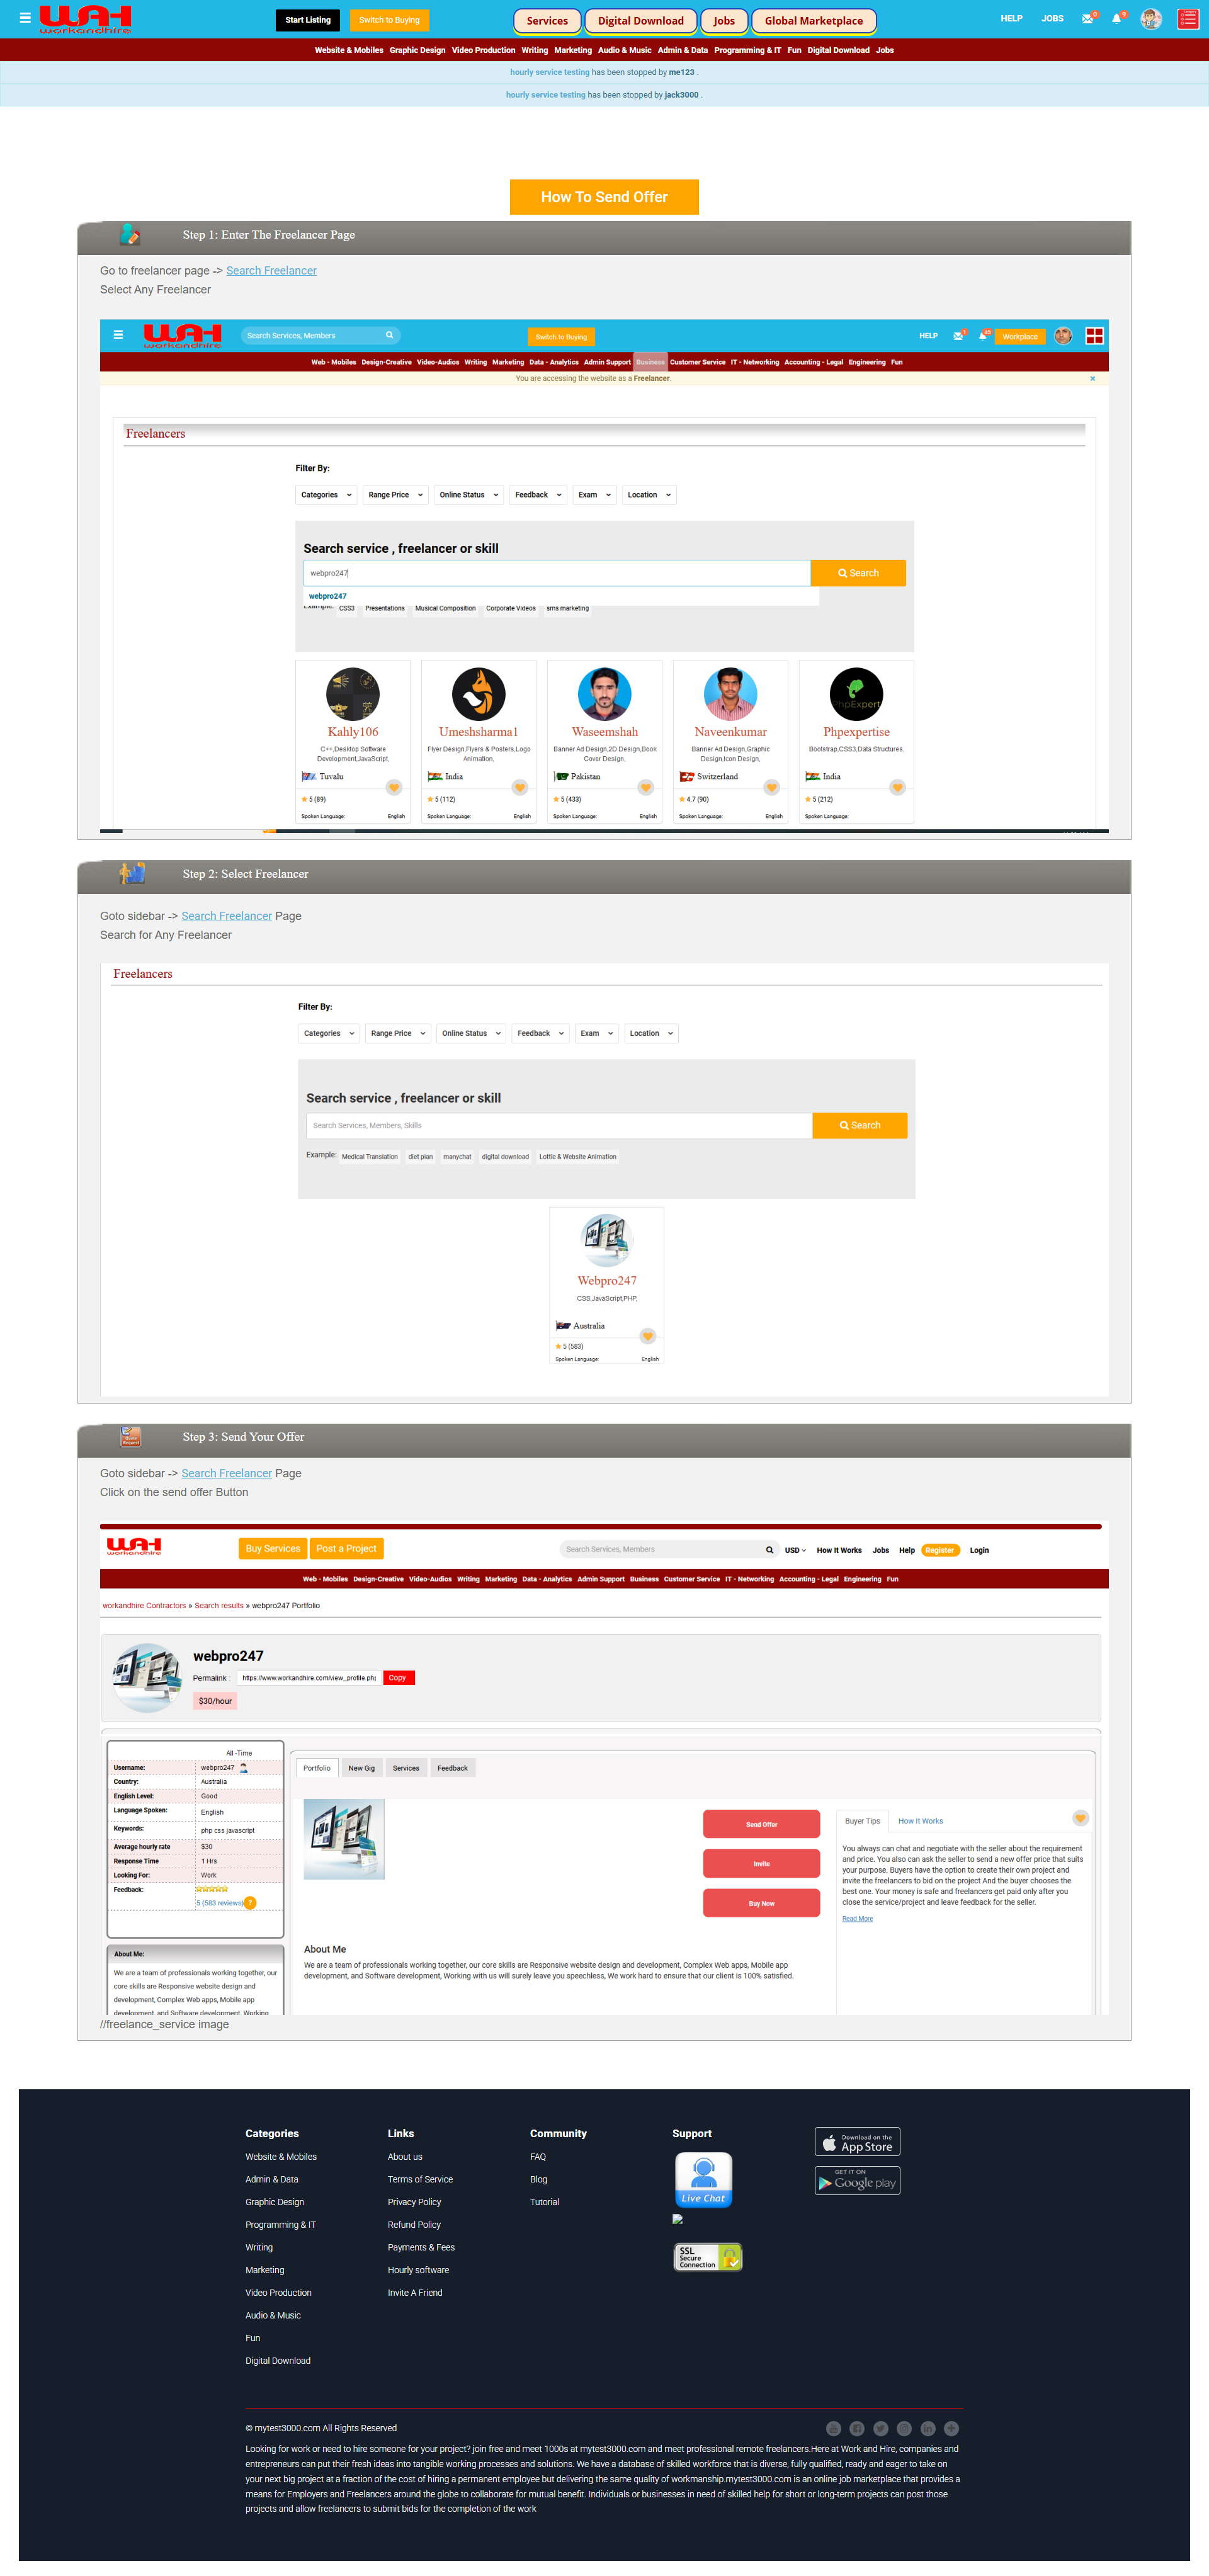 WAH
workandhire
Start Listing
Switch to Buying
Services
Digital Download
Jobs
Global Marketplace
HELP
JOBS
0
9
Website & Mobiles Graphic Design Video Production Writing Marketing Audio & Music Admin & Data Programming & IT Fun Digital Download Jobs
hourly service testing has been stopped by me123 .
hourly service testing has been stopped by jack3000 .
How To Send Offer
Step 1: Enter The Freelancer Page
Go to freelancer page -> Search Freelancer
Select Any Freelancer
WAH
workandhire
Search Services, Members
Switch to Buying
HELP
Workplace
Web - Mobiles Design-Creative Video-Audios Writing Marketing Data - Analytics Admin Support Business Customer Service IT - Networking Accounting - Legal Engineering Fun
You are accessing the website as a Freelancer.
Freelancers
Filter By:
Categories Range Price Online Status Feedback Exam Location
Search service , freelancer or skill
webpro247
Search
webpro247
Example: CSS3 Presentations Musical Composition Corporate Videos sms marketing
Kahly106
C++,Desktop Software
Development,JavaScript,
Tuvalu
5 (89)
Spoken Language: English
Umeshsharma1
Flyer Design,Flyers & Posters,Logo
Animation,
India
5 (112)
Spoken Language: English
Waseemshah
Banner Ad Design,2D Design,Book
Cover Design,
Pakistan
5 (433)
Spoken Language: English
Naveenkumar
Banner Ad Design,Graphic
Design,Icon Design,
Switzerland
4.7 (90)
Spoken Language: English
PhpExpert
Phpexpertise
Bootstrap,CSS3,Data Structures,
India
5 (212)
Spoken Language:
Step 2: Select Freelancer
Goto sidebar -> Search Freelancer Page
Search for Any Freelancer
Freelancers
Filter By:
Categories Range Price Online Status Feedback Exam Location
Search service , freelancer or skill
Search Services, Members, Skills
Search
Example: Medical Translation diet plan manychat digital download Lottie & Website Animation
Webpro247
CSS,JavaScript,PHP,
Australia
5 (583)
Spoken Language: English
Step 3: Send Your Offer
Goto sidebar -> Search Freelancer Page
Click on the send offer Button
WAH
workandhire
Buy Services
Post a Project
Search Services, Members
USD
How It Works
Jobs
Help
Register
Login
Web - Mobiles Design-Creative Video-Audios Writing Marketing Data - Analytics Admin Support Business Customer Service IT - Networking Accounting - Legal Engineering Fun
workandhire Contractors » Search results » webpro247 Portfolio
webpro247
Permalink : https://www.workandhire.com/view_profile.php Copy
$30/hour
All -Time
Username: webpro247
Country: Australia
English Level: Good
Language Spoken: English
Keywords: php css javascript
Average hourly rate $30
Response Time 1 Hrs
Looking For: Work
Feedback:
5 (583 reviews)
About Me:
We are a team of professionals working together, our
core skills are Responsive website design and
development, Complex Web apps, Mobile app
development, and Software development, Working
Portfolio New Gig Services Feedback
Send Offer
Invite
Buy Now
About Me
We are a team of professionals working together, our core skills are Responsive website design and development, Complex Web apps, Mobile app
development, and Software development, Working with us will surely leave you speechless, We work hard to ensure that our client is 100% satisfied.
Buyer Tips How It Works
You always can chat and negotiate with the seller about the requirement
and price. You also can ask the seller to send a new offer price that suits
your purpose. Buyers have the option to create their own project and
invite the freelancers to bid on the project And the buyer chooses the
best one. Your money is safe and freelancers get paid only after you
close the service/project and leave feedback for the seller.
Read More
//freelance_service image
Categories
Website & Mobiles
Admin & Data
Graphic Design
Programming & IT
Writing
Marketing
Video Production
Audio & Music
Fun
Digital Download
Links
About us
Terms of Service
Privacy Policy
Refund Policy
Payments & Fees
Hourly software
Invite A Friend
Community
FAQ
Blog
Tutorial
Support
Live Chat
SSL
Secure
Connection
Download on the
App Store
GET IT ON
Google play
© mytest3000.com All Rights Reserved
Looking for work or need to hire someone for your project? join free and meet 1000s at mytest3000.com and meet professional remote freelancers.Here at Work and Hire, companies and
entrepreneurs can put their fresh ideas into tangible working processes and solutions. We have a database of skilled workforce that is diverse, fully qualified, ready and eager to take on
your next big project at a fraction of the cost of hiring a permanent employee but delivering the same quality of workmanship.mytest3000.com is an online job marketplace that provides a
means for Employers and Freelancers around the globe to collaborate for mutual benefit. Individuals or businesses in need of skilled help for short or long-term projects can post those
projects and allow freelancers to submit bids for the completion of the work